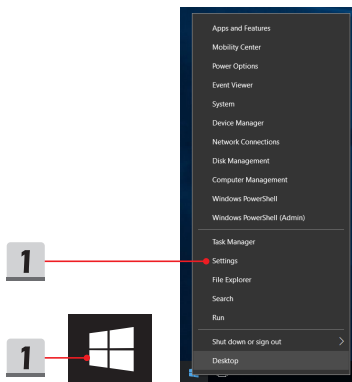 Apps and Features
Mobility Center
Power Options
Event Viewer
System
Device Manager
Network Connections
Disk Management
Computer Management
Windows PowerShell
Windows PowerShell (Admin)
Task Manager
1
Settings
File Explorer
Search
Run
Shut down or sign out
1
Desktop